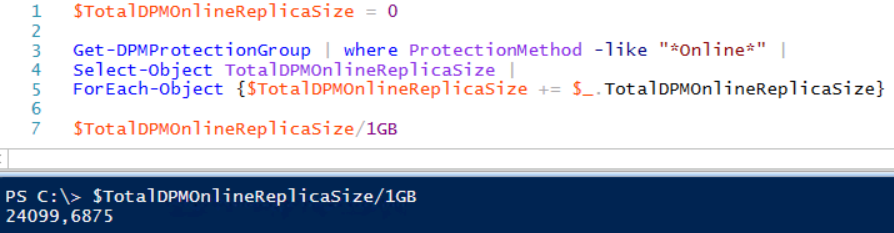 1 $TotalDPMOnlineReplicaSize = 0
2
3 Get-DPMProtectionGroup | where ProtectionMethod -like "*Online*" |
4 Select-Object TotalDPMOnlineReplicaSize |
5 ForEach-Object {$TotalDPMOnlineReplicaSize += $_.TotalDPMOnlineReplicaSize}
6
7 $TotalDPMOnlineReplicaSize/1GB
PS C:\> $TotalDPMOnlineReplicaSize/1GB
24099,6875